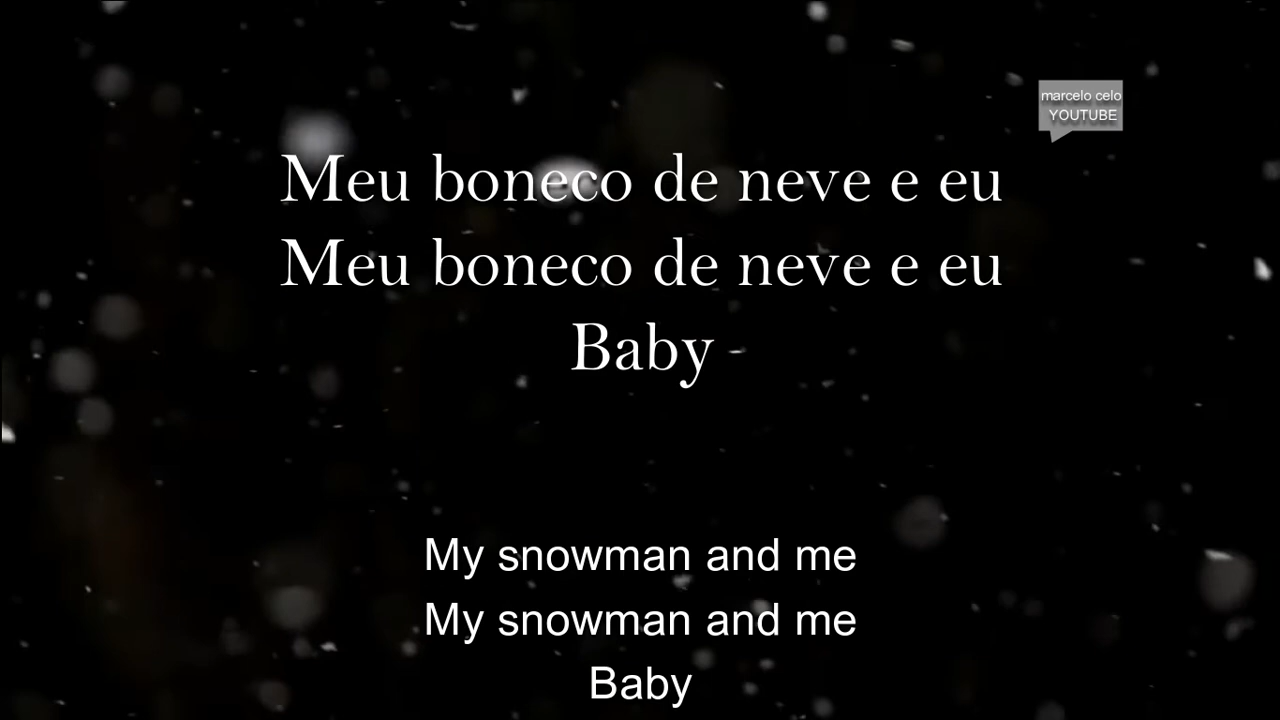 marcelo celo
YOUTUBE
Meu boneco de neve e eu
Meu boneco de neve e eu
Baby
My snowman and me
My snowman and me
Baby